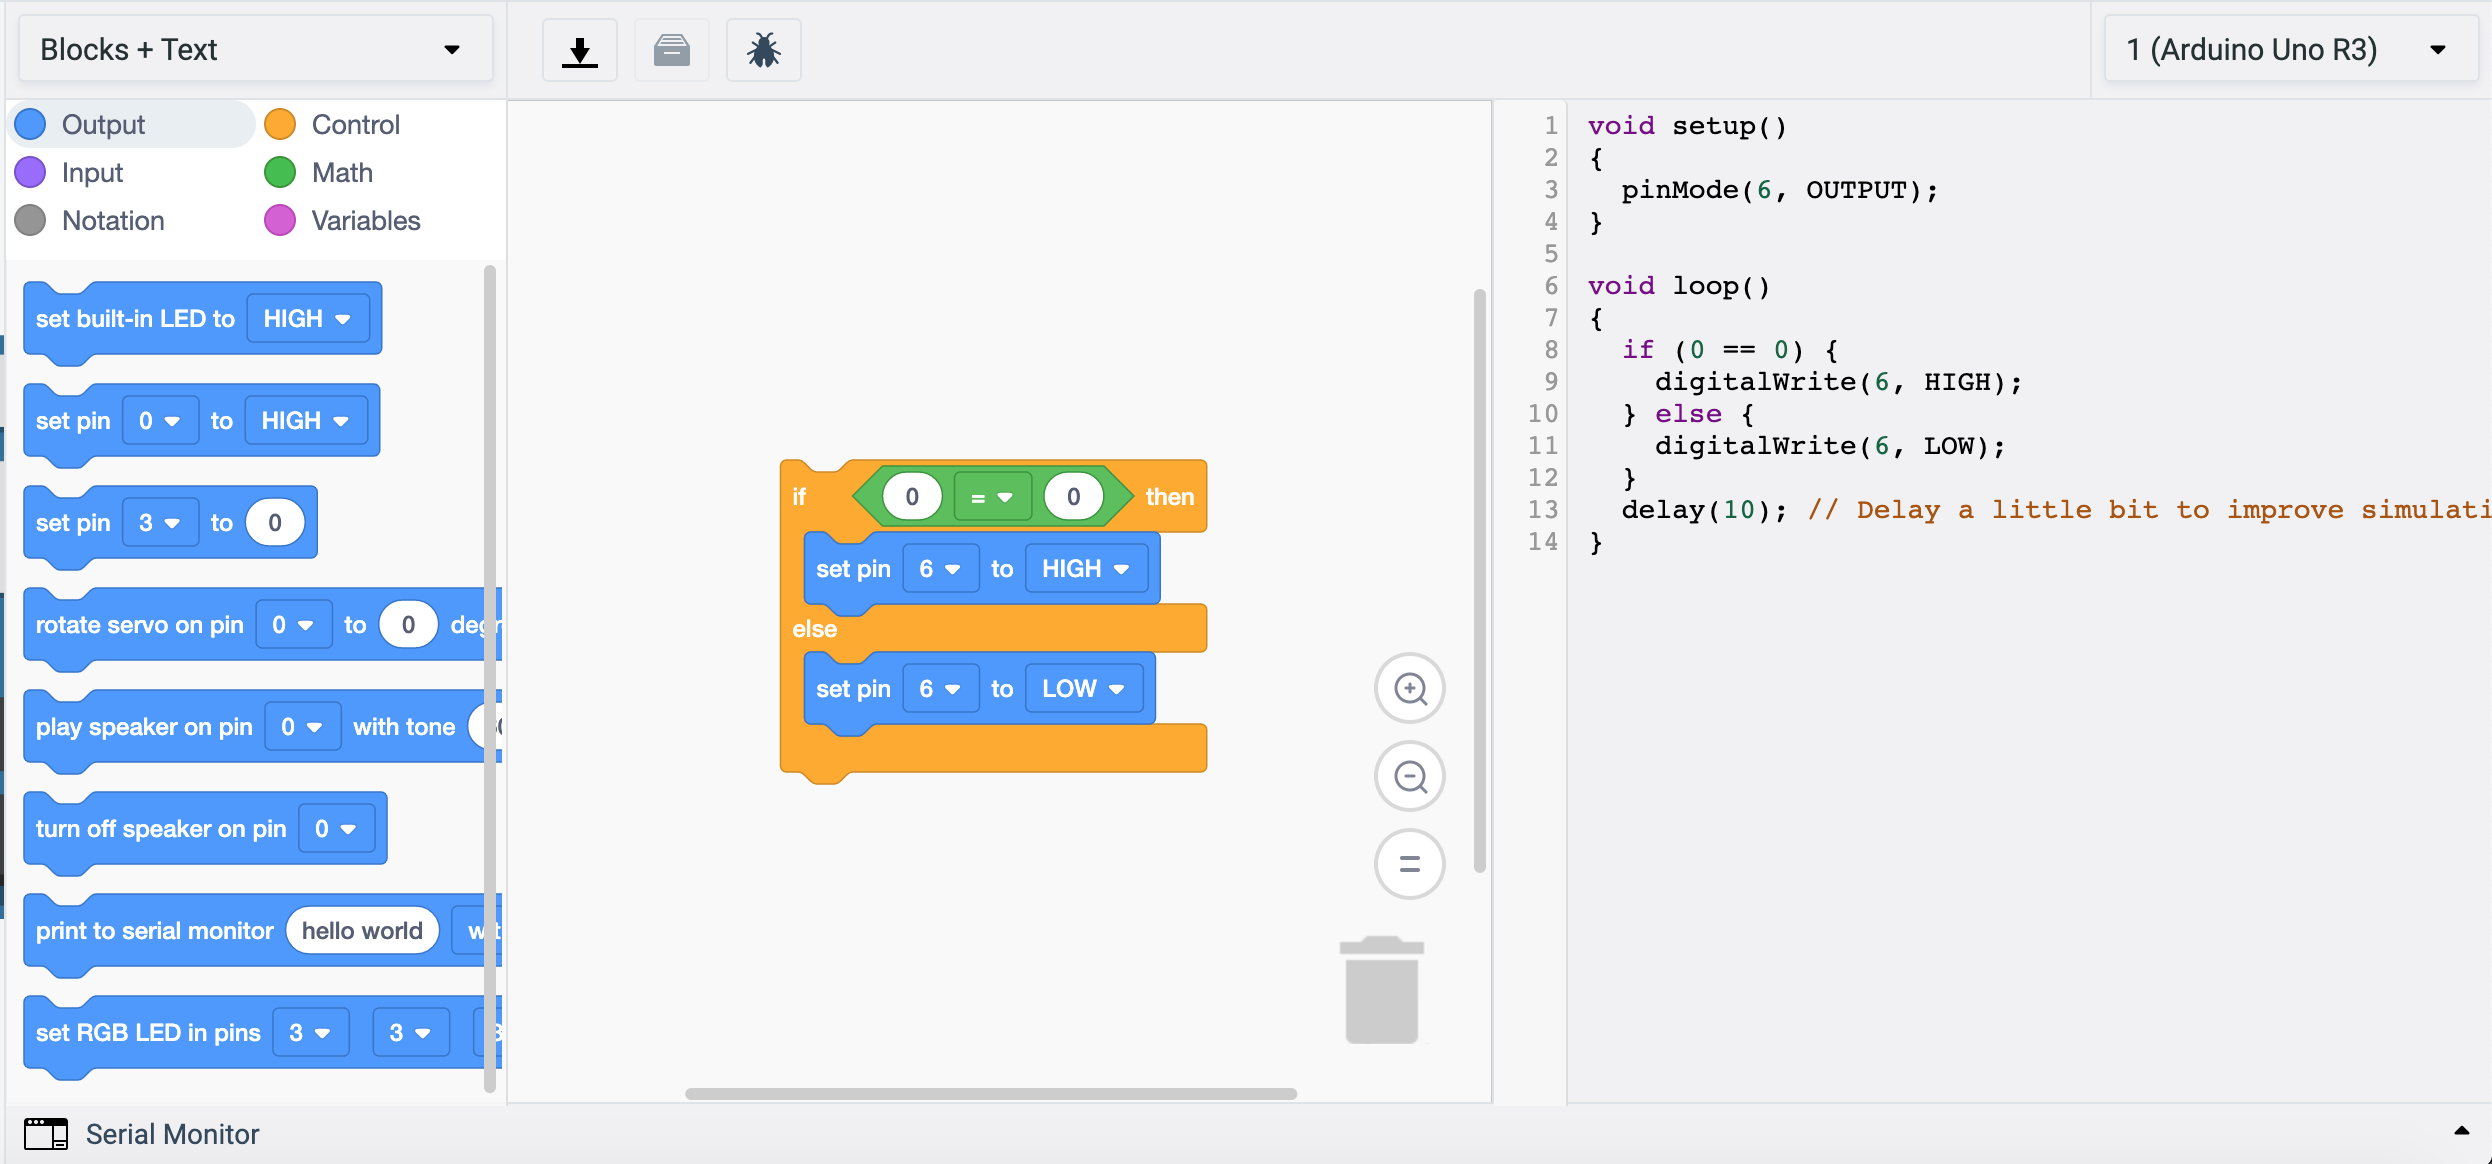 Blocks + Text
1 (Arduino Uno R3)
Output
Control
Input
Math
Notation
Variables
set built-in LED to HIGH
set pin 0 to HIGH
set pin 3 to 0
rotate servo on pin 0 to 0
play speaker on pin 0 with tone
turn off speaker on pin 0
print to serial monitor hello world
set RGB LED in pins 3 3 3
if 0 = 0 then
set pin 6 to HIGH
else
set pin 6 to LOW
1 void setup()
2 {
3 pinMode(6, OUTPUT);
4 }
5
6 void loop()
7 {
8 if (0 == 0) {
9 digitalWrite(6, HIGH);
10 } else {
11 digitalWrite(6, LOW);
12 }
13 delay(10); // Delay a little bit to improve simulati
14 }
Serial Monitor